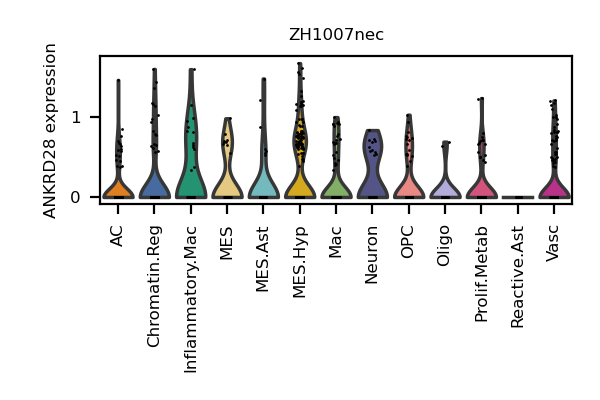 ZH1007nec
ANKRD28 expression
1
0
AC
Chromatin.Reg
Inflammatory.Mac
MES
MES.Ast
MES.Hyp
Mac
Neuron
OPC
Oligo
Prolif.Metab
Reactive.Ast
Vasc